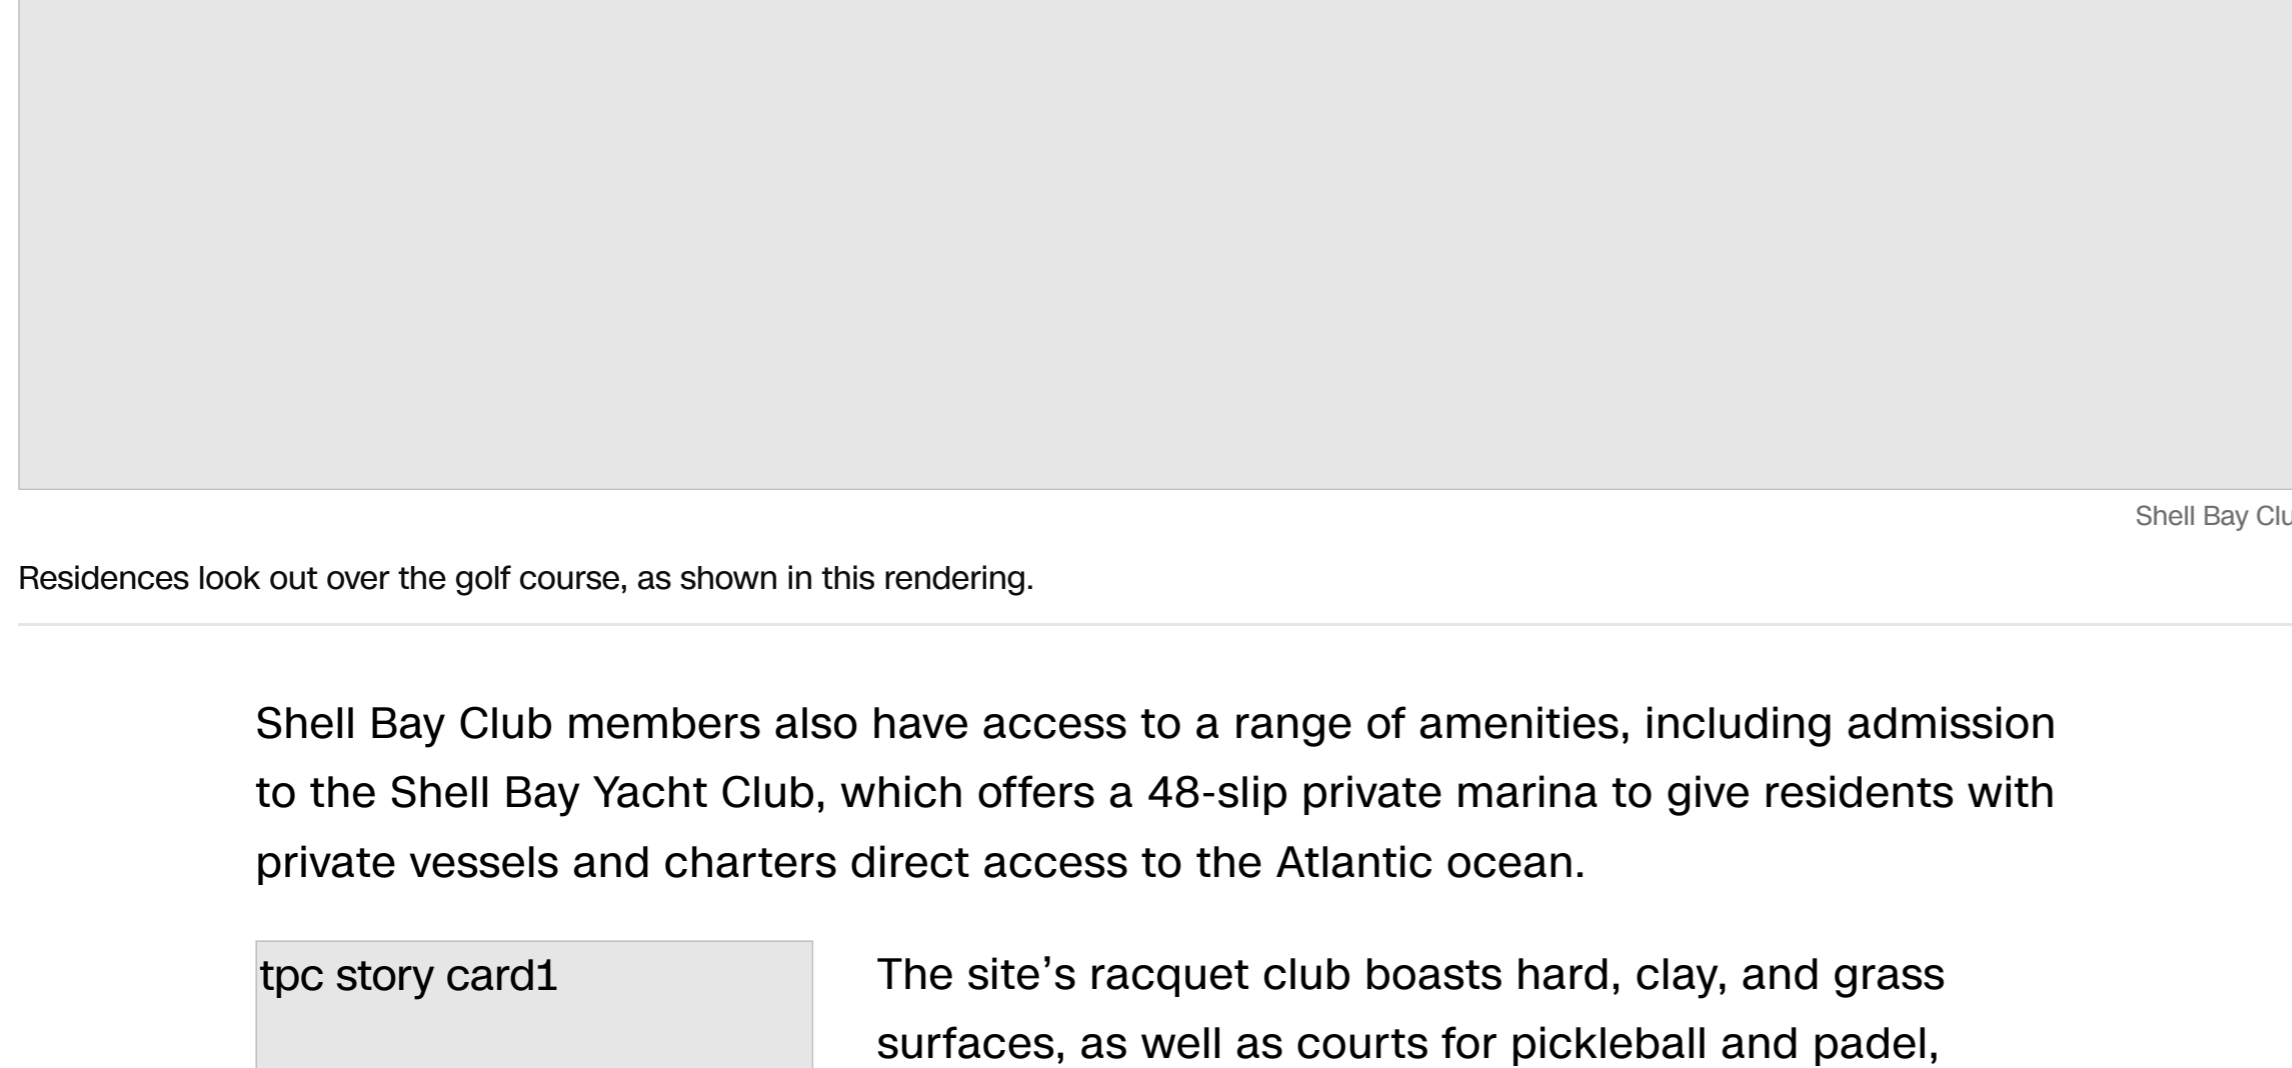 Shell Bay
Residences look out over the golf course, as shown in this rendering.
Shell Bay Club members also have access to a range of amenities, including admission
to the Shell Bay Yacht Club, which offers a 48-slip private marina to give residents with
private vessels and charters direct access to the Atlantic ocean.
tpc story card1
The site’s racquet club boasts hard, clay, and grass
surfaces, as well as courts for pickleball and padel,